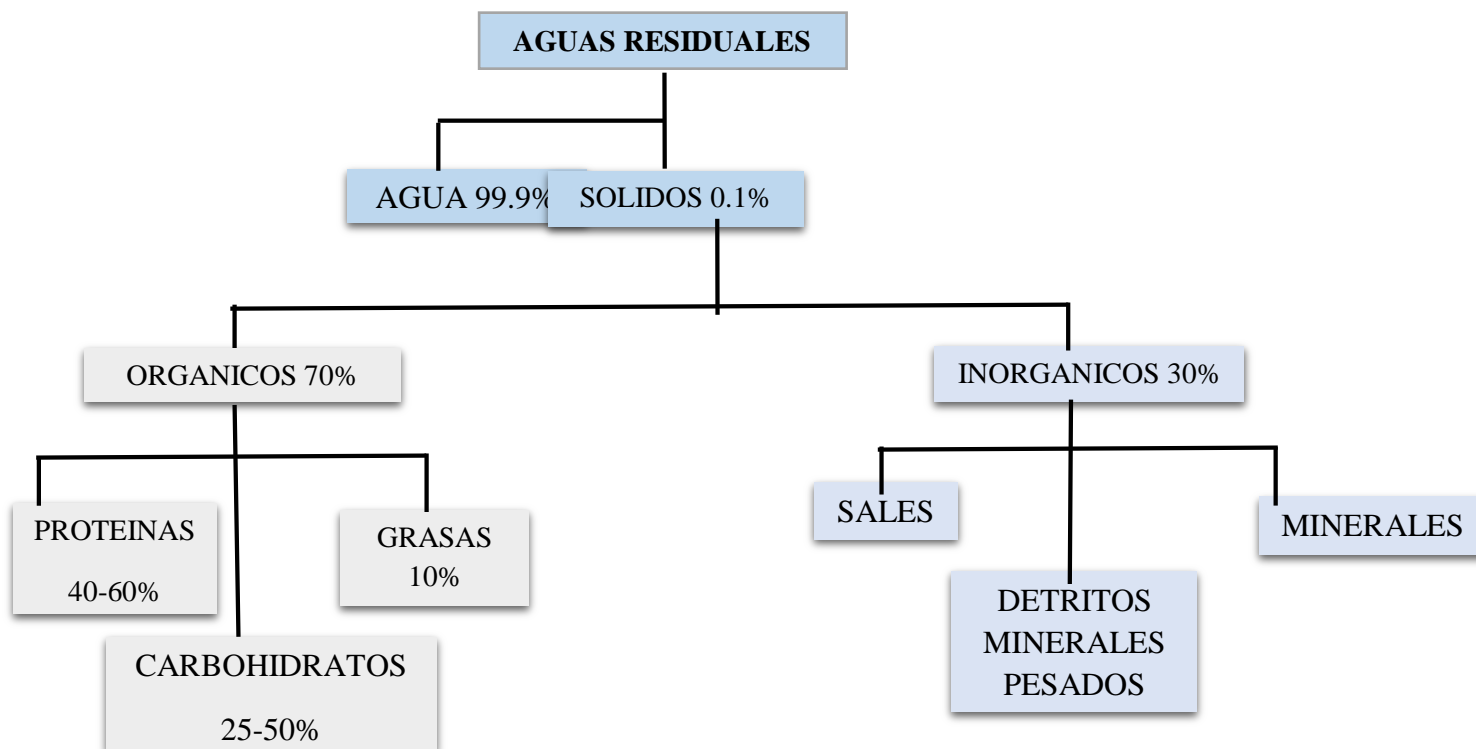 AGUAS RESIDUALES
AGUA 99.9%
SOLIDOS 0.1%
ORGANICOS 70%
INORGANICOS 30%
PROTEINAS
40-60%
GRASAS
10%
CARBOHIDRATOS
25-50%
SALES
MINERALES
DETRITOS
MINERALES
PESADOS